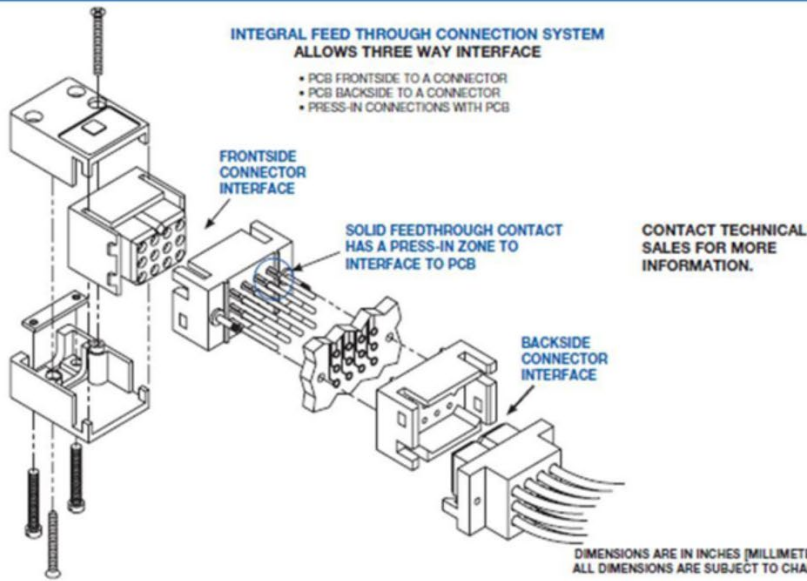 INTEGRAL FEED THROUGH CONNECTION SYSTEM
ALLOWS THREE WAY INTERFACE
• PCB FRONTSIDE TO A CONNECTOR
• PCB BACKSIDE TO A CONNECTOR
• PRESS-IN CONNECTIONS WITH PCB
FRONTSIDE
CONNECTOR
INTERFACE
SOLID FEEDTHROUGH CONTACT
HAS A PRESS-IN ZONE TO
INTERFACE TO PCB
CONTACT TECHNICAL
SALES FOR MORE
INFORMATION.
BACKSIDE
CONNECTOR
INTERFACE
DIMENSIONS ARE IN INCHES [MILLIMET
ALL DIMENSIONS ARE SUBJECT TO CHA